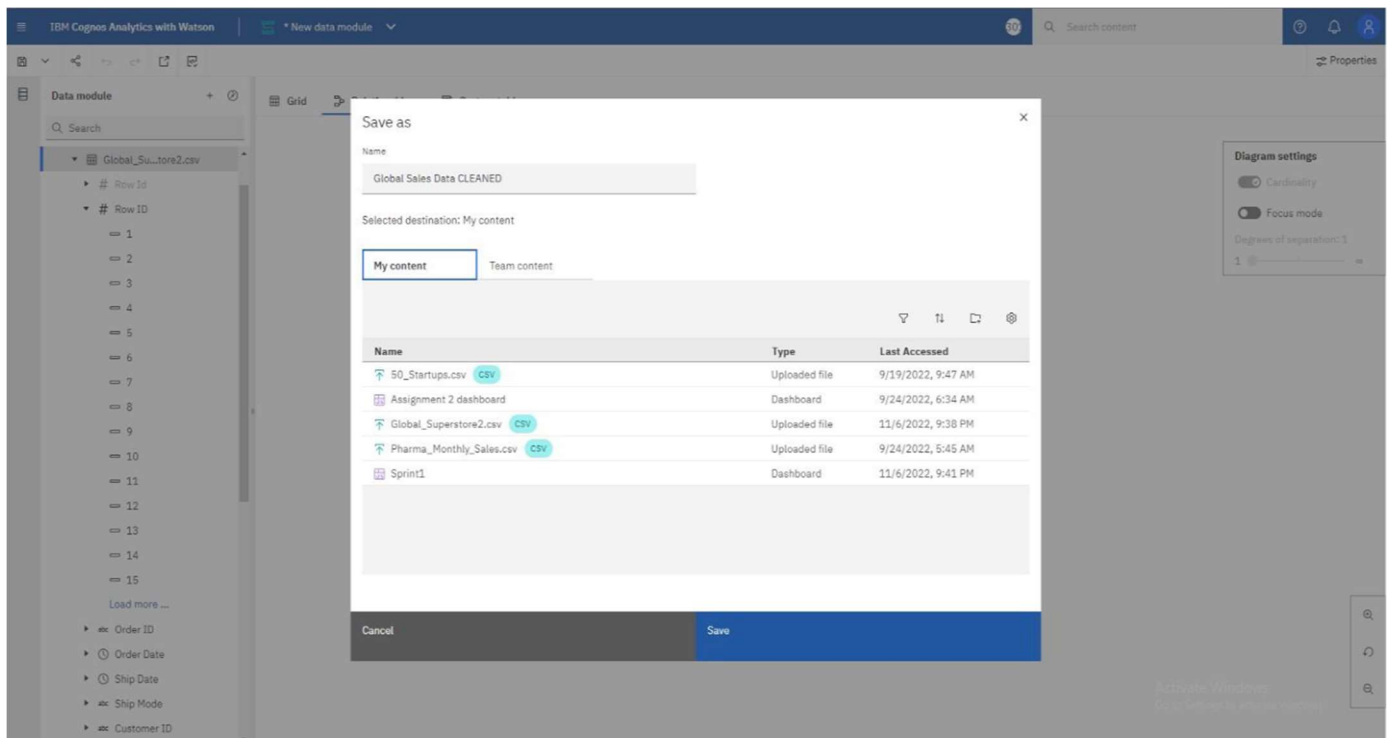 IBM Cognos Analytics with Watson
* New data module
Search content
Properties
Data module
Grid
Search
Global_Su...tore2.csv
Row Id
Row ID
1
2
3
4
5
6
7
8
9
10
11
12
13
14
15
Load more ...
Order ID
Order Date
Ship Date
Ship Mode
Customer ID
Save as
Name
Global Sales Data CLEANED
Selected destination: My content
My content Team content
Name Type Last Accessed
50_Startups.csv CSV Uploaded file 9/19/2022, 9:47 AM
Assignment 2 dashboard Dashboard 9/24/2022, 6:34 AM
Global_Superstore2.csv CSV Uploaded file 11/6/2022, 9:38 PM
Pharma_Monthly_Sales.csv CSV Uploaded file 9/24/2022, 5:45 AM
Sprint1 Dashboard 11/6/2022, 9:41 PM
Cancel Save
Diagram settings
Cardinality
Focus mode
Degrees of separation: 1
1 ∞
Activate Windows